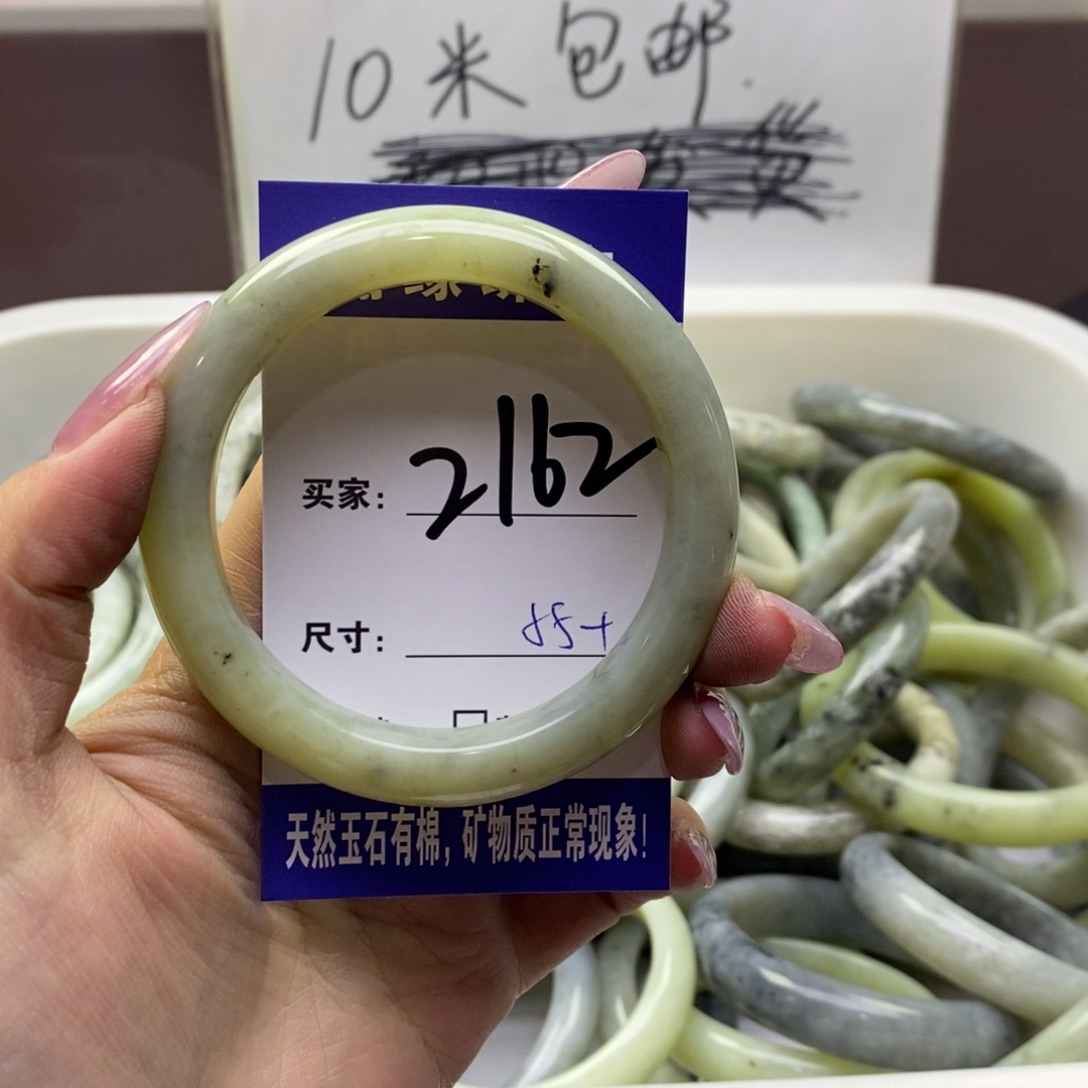 10米包邮.
缘
买家: 2162
尺寸: 55+
天然玉石有棉,矿物质正常现象!